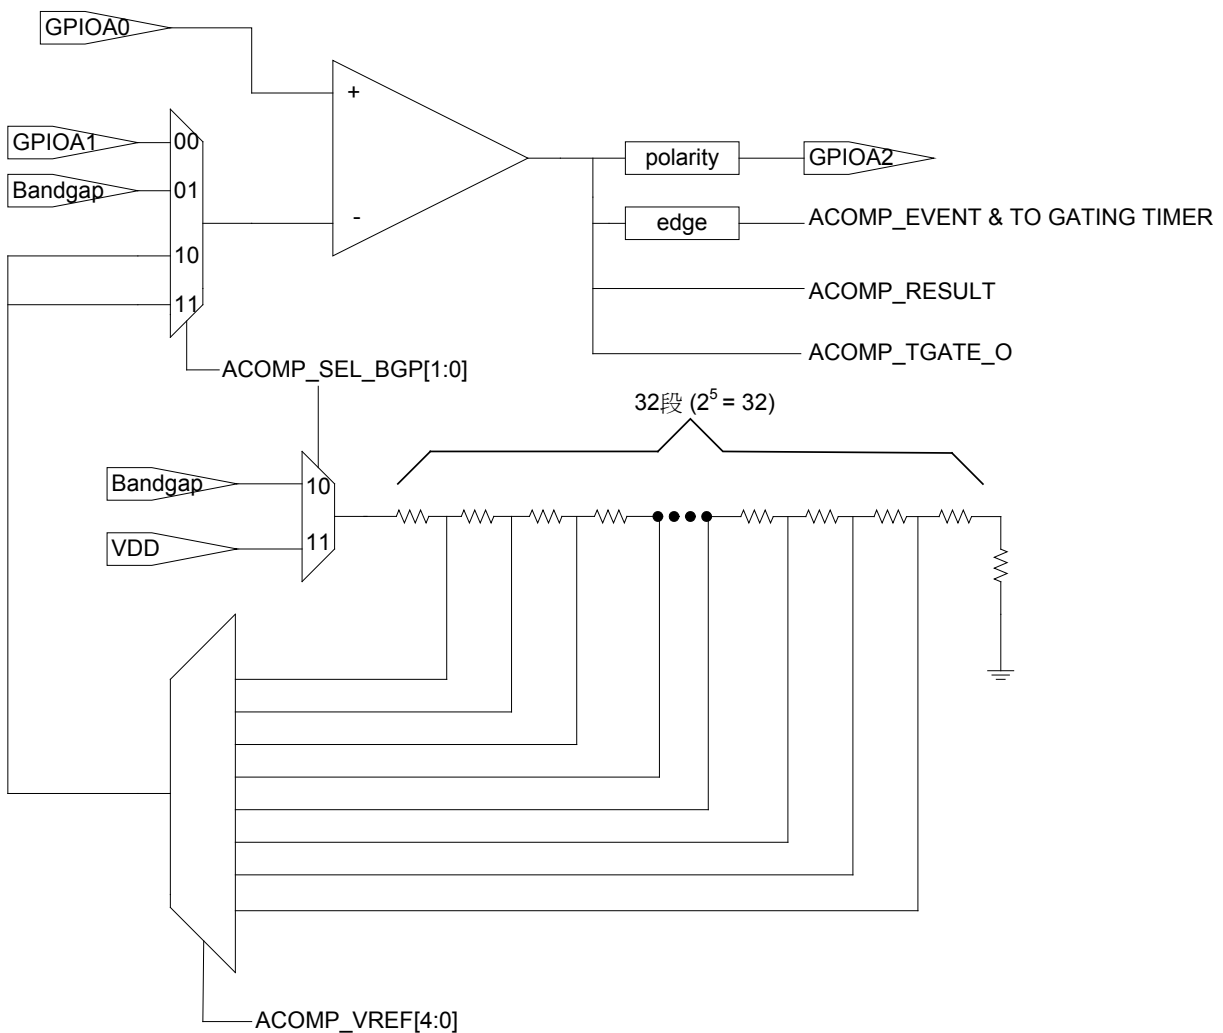 GPIOA0
+
GPIOA1
00
polarity
GPIOA2
Bandgap
01
-
edge
ACOMP_EVENT & TO GATING TIMER
10
11
ACOMP_RESULT
ACOMP_TGATE_O
ACOMP_SEL_BGP[1:0]
32段 (2⁵ = 32)
Bandgap
10
VDD
11
ACOMP_VREF[4:0]